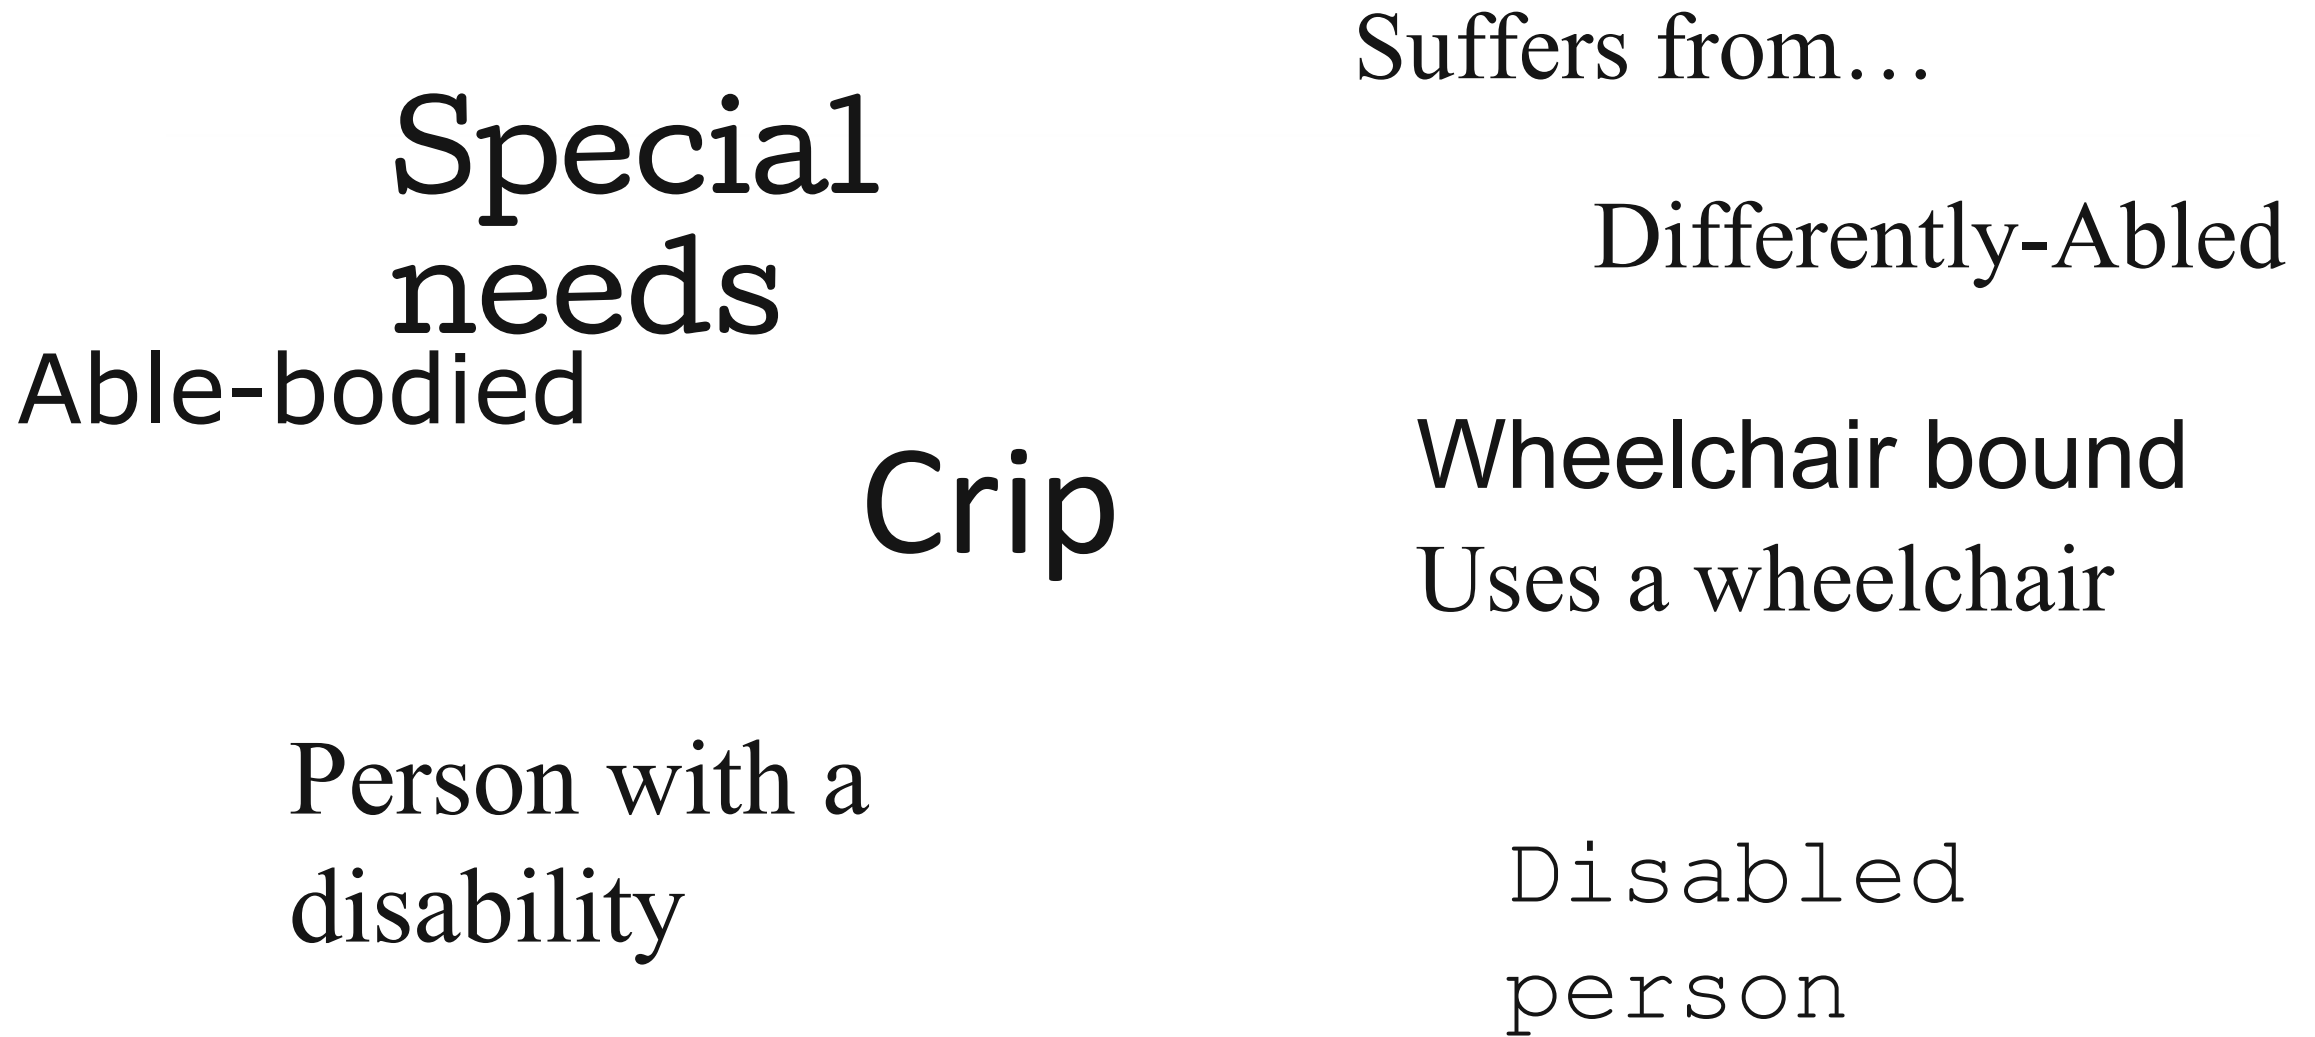 Suffers from…
Special
needs
Differently-Abled
Able-bodied
Crip
Wheelchair bound
Uses a wheelchair
Person with a
disability
Disabled
person